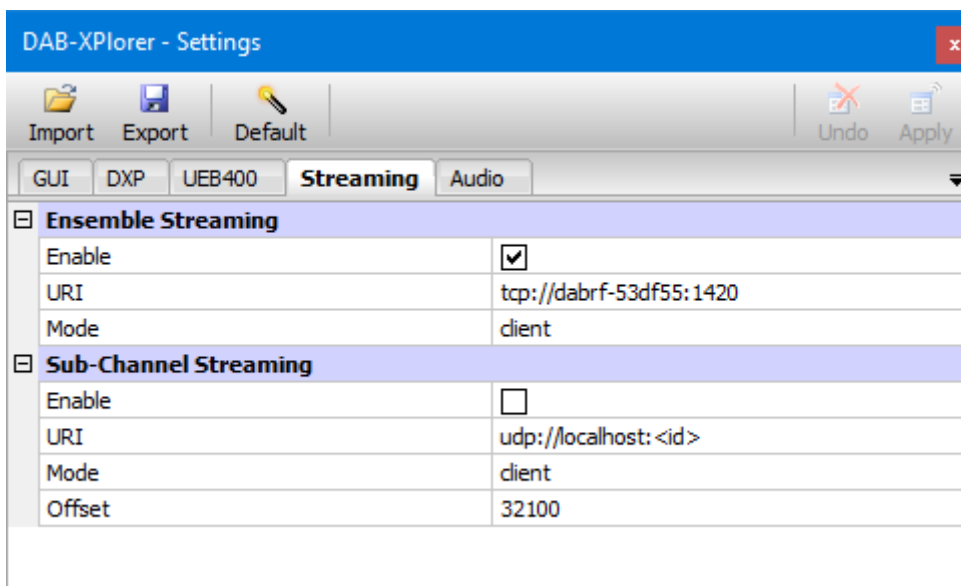 DAB-XPlorer - Settings
x
Import Export Default Undo Apply
GUI DXP UEB400 Streaming Audio
Ensemble Streaming
Enable
URI tcp://dabrf-53df55:1420
Mode client
Sub-Channel Streaming
Enable
URI udp://localhost:<id>
Mode client
Offset 32100